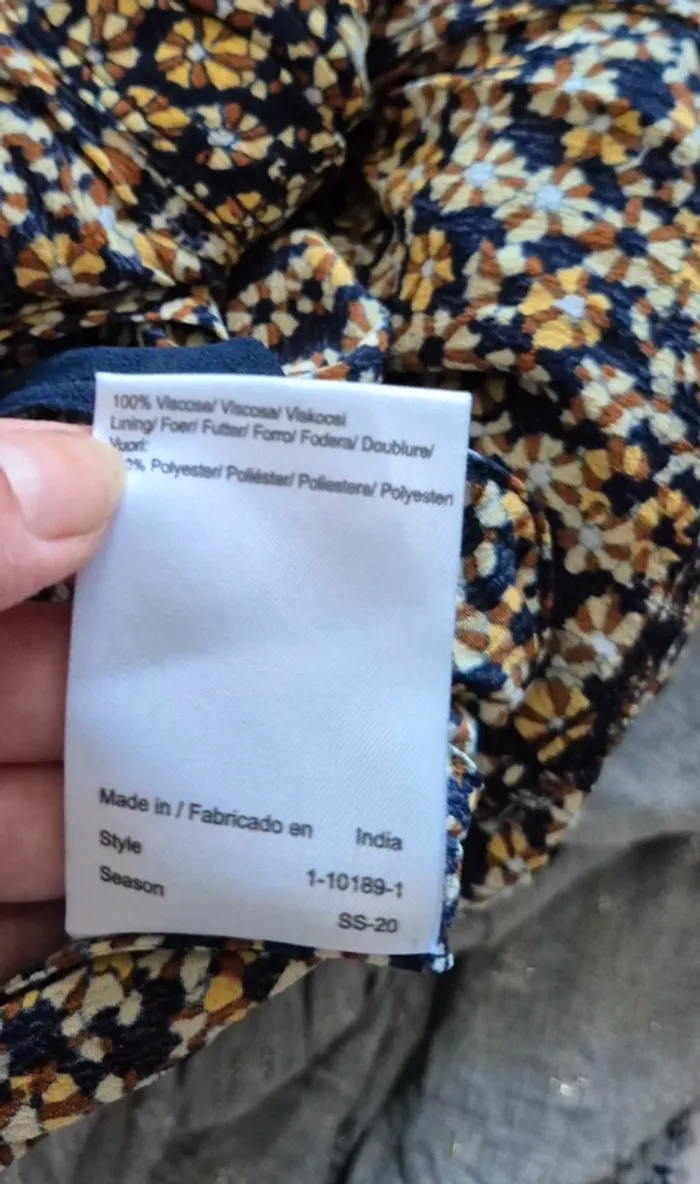 100% Viscose/ Viscosa/ Viskoosi
Lining/ Foer/ Futter/ Forro/ Fodera/ Doublure/
Vuori:
0% Polyester/ Poliéster/ Poliestere/ Polyesteri
Made in / Fabricado en India
Style 1-10189-1
Season SS-20